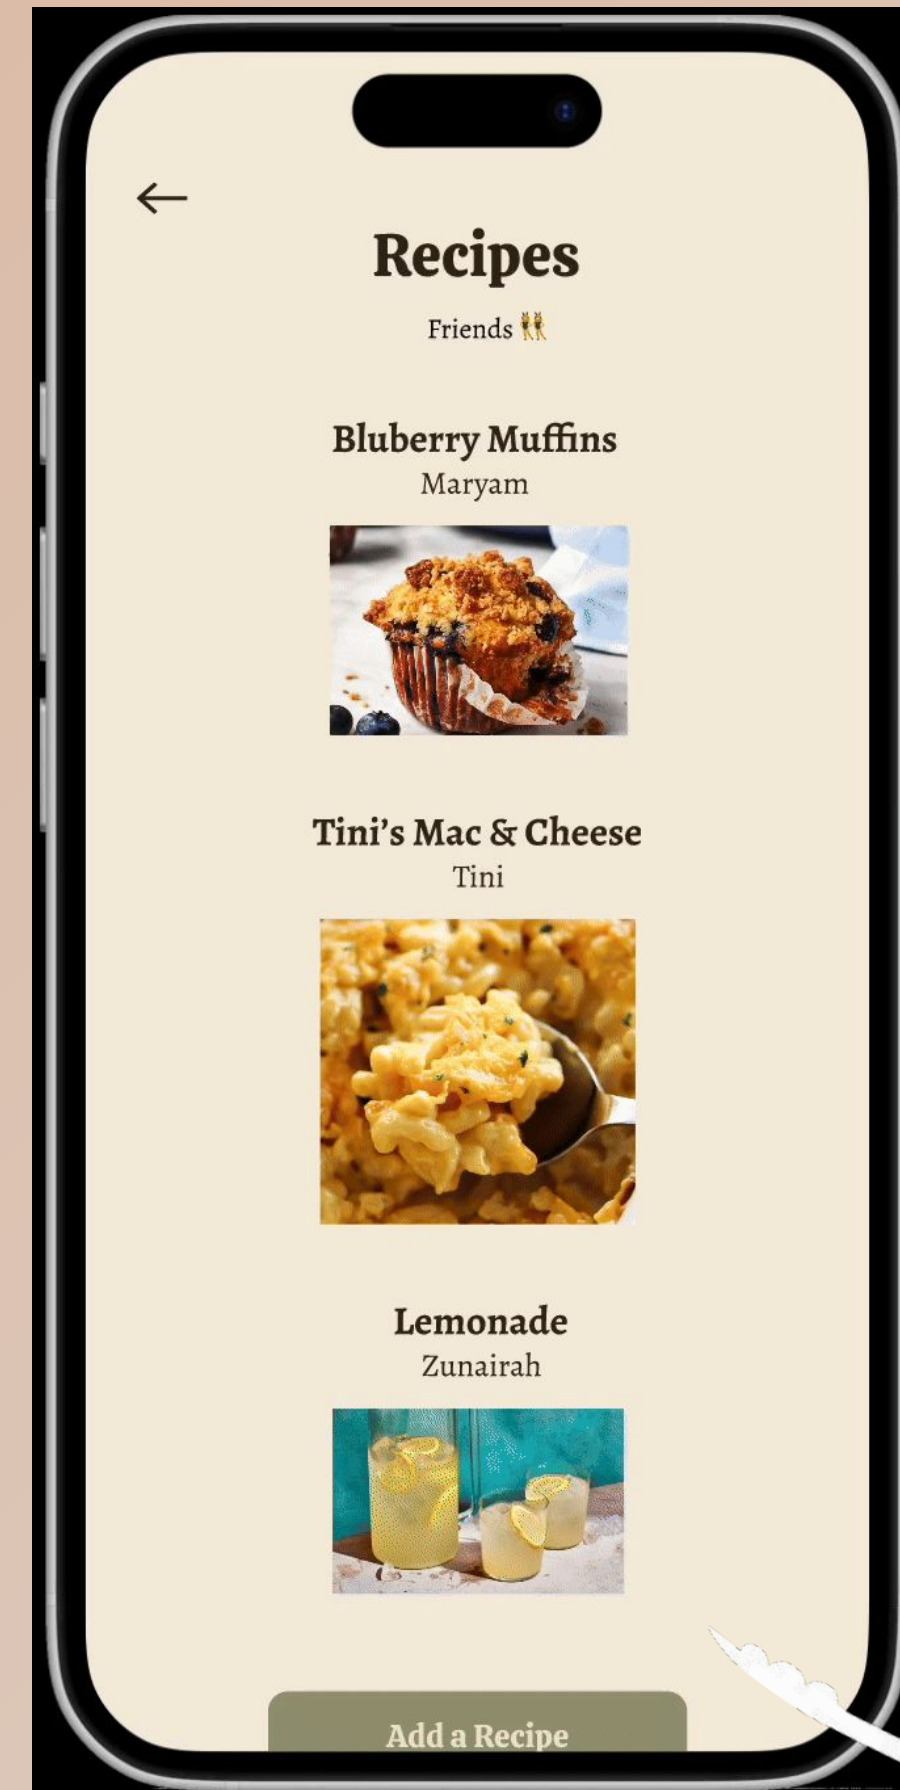 Recipes
Friends 👯
Bluberry Muffins
Maryam
Tini’s Mac & Cheese
Tini
Lemonade
Zunairah
Add a Recipe